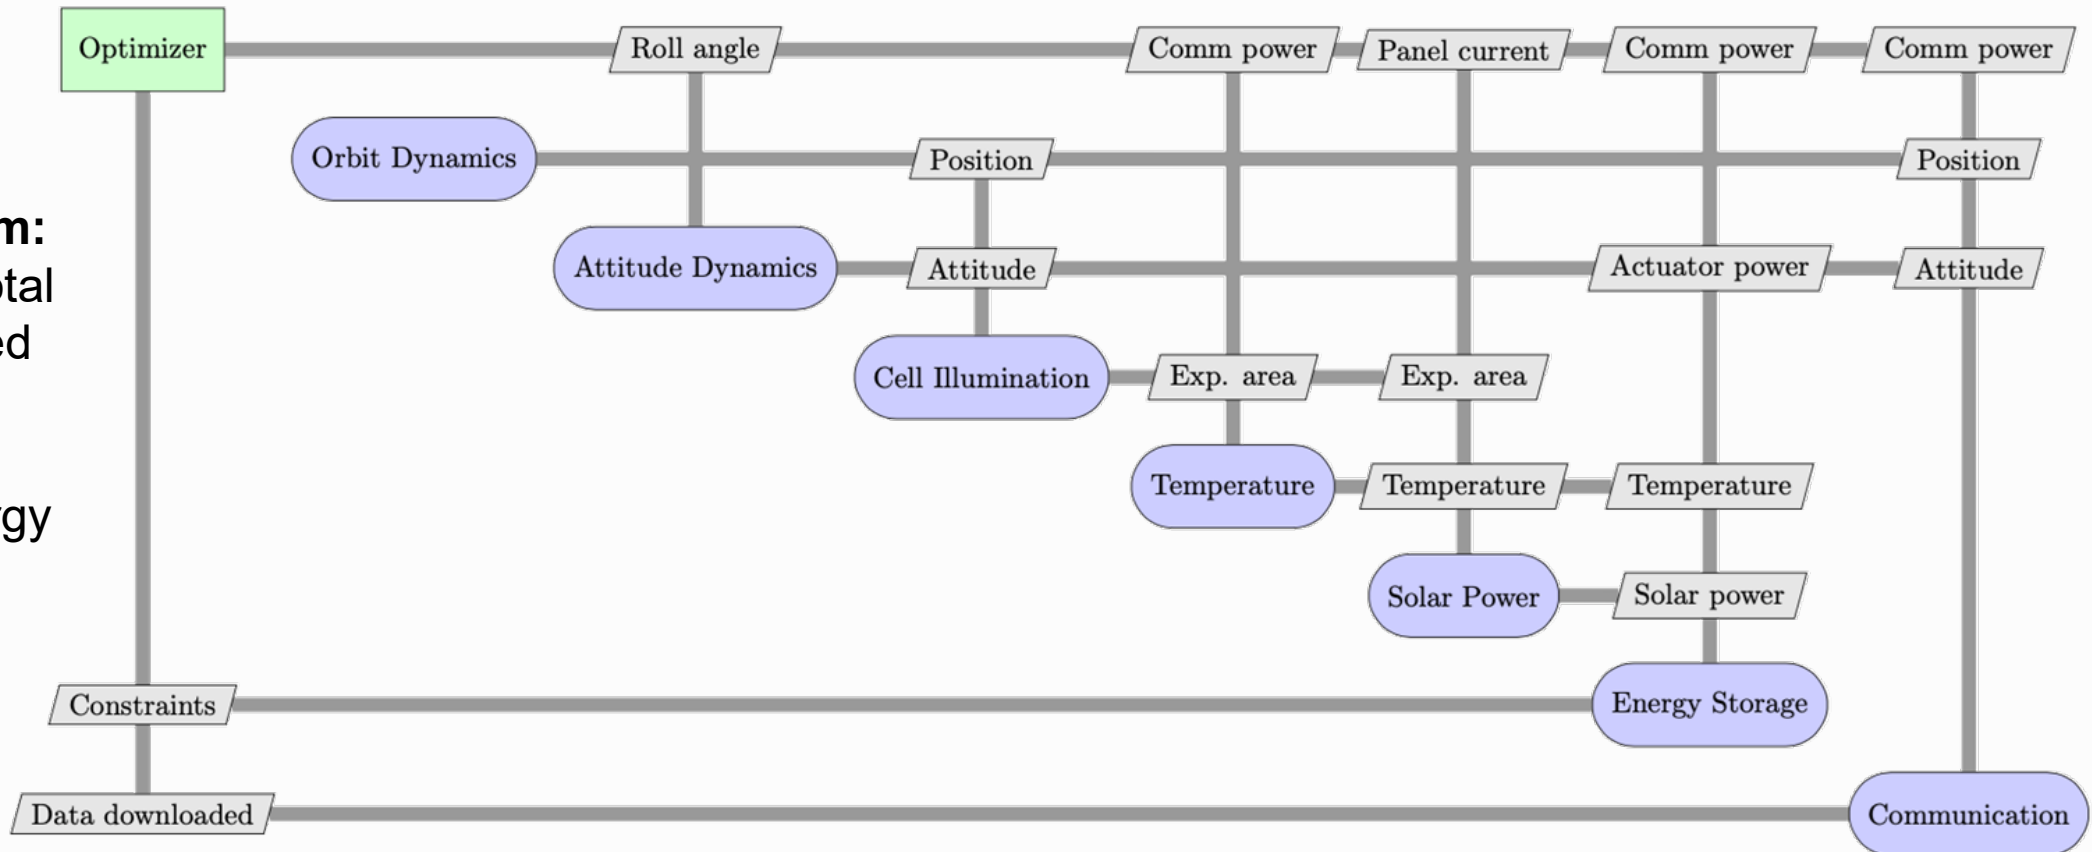 Optimizer Roll angle Comm power Panel current Comm power Comm power
Orbit Dynamics Position Position
m:
Attitude Dynamics Attitude Actuator power Attitude
otal
ed
Cell Illumination Exp. area Exp. area
Temperature Temperature Temperature
rgy
Solar Power Solar power
Constraints Energy Storage
Data downloaded Communication